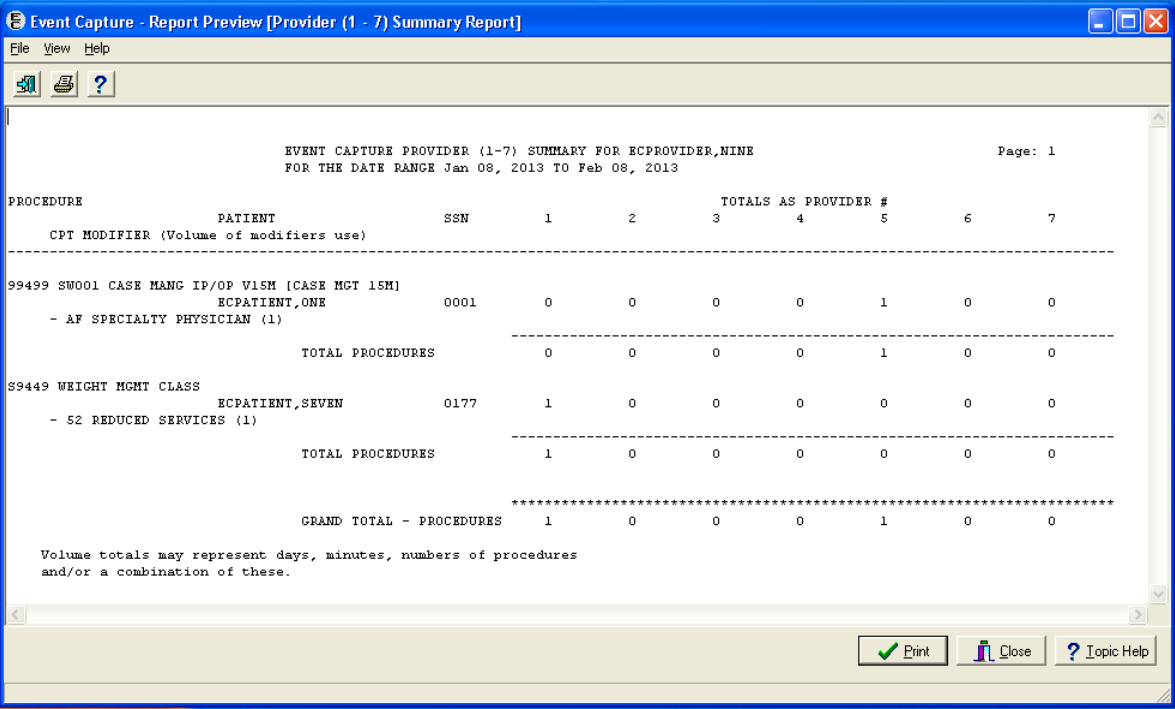 Event Capture - Report Preview [Provider (1 - 7) Summary Report]
File View Help
EVENT CAPTURE PROVIDER (1-7) SUMMARY FOR ECPROVIDER,NINE Page: 1
FOR THE DATE RANGE Jan 08, 2013 TO Feb 08, 2013
PROCEDURE TOTALS AS PROVIDER #
PATIENT SSN 1 2 3 4 5 6 7
CPT MODIFIER (Volume of modifiers use)
99499 SW001 CASE MANG IP/OP V15M [CASE MGT 15M]
ECPATIENT,ONE 0001 0 0 0 0 1 0 0
- AF SPECIALTY PHYSICIAN (1)
TOTAL PROCEDURES 0 0 0 0 1 0 0
S9449 WEIGHT MGMT CLASS
ECPATIENT,SEVEN 0177 1 0 0 0 0 0 0
- 52 REDUCED SERVICES (1)
TOTAL PROCEDURES 1 0 0 0 0 0 0
GRAND TOTAL - PROCEDURES 1 0 0 0 1 0 0
Volume totals may represent days, minutes, numbers of procedures
and/or a combination of these.
Print Close ? Topic Help